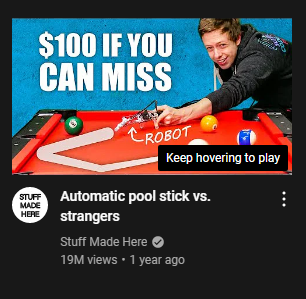 $100 IF YOU
CAN MISS
ROBOT
Keep hovering to play
STUFF
MADE
HERE
Automatic pool stick vs.
strangers
Stuff Made Here
19M views • 1 year ago